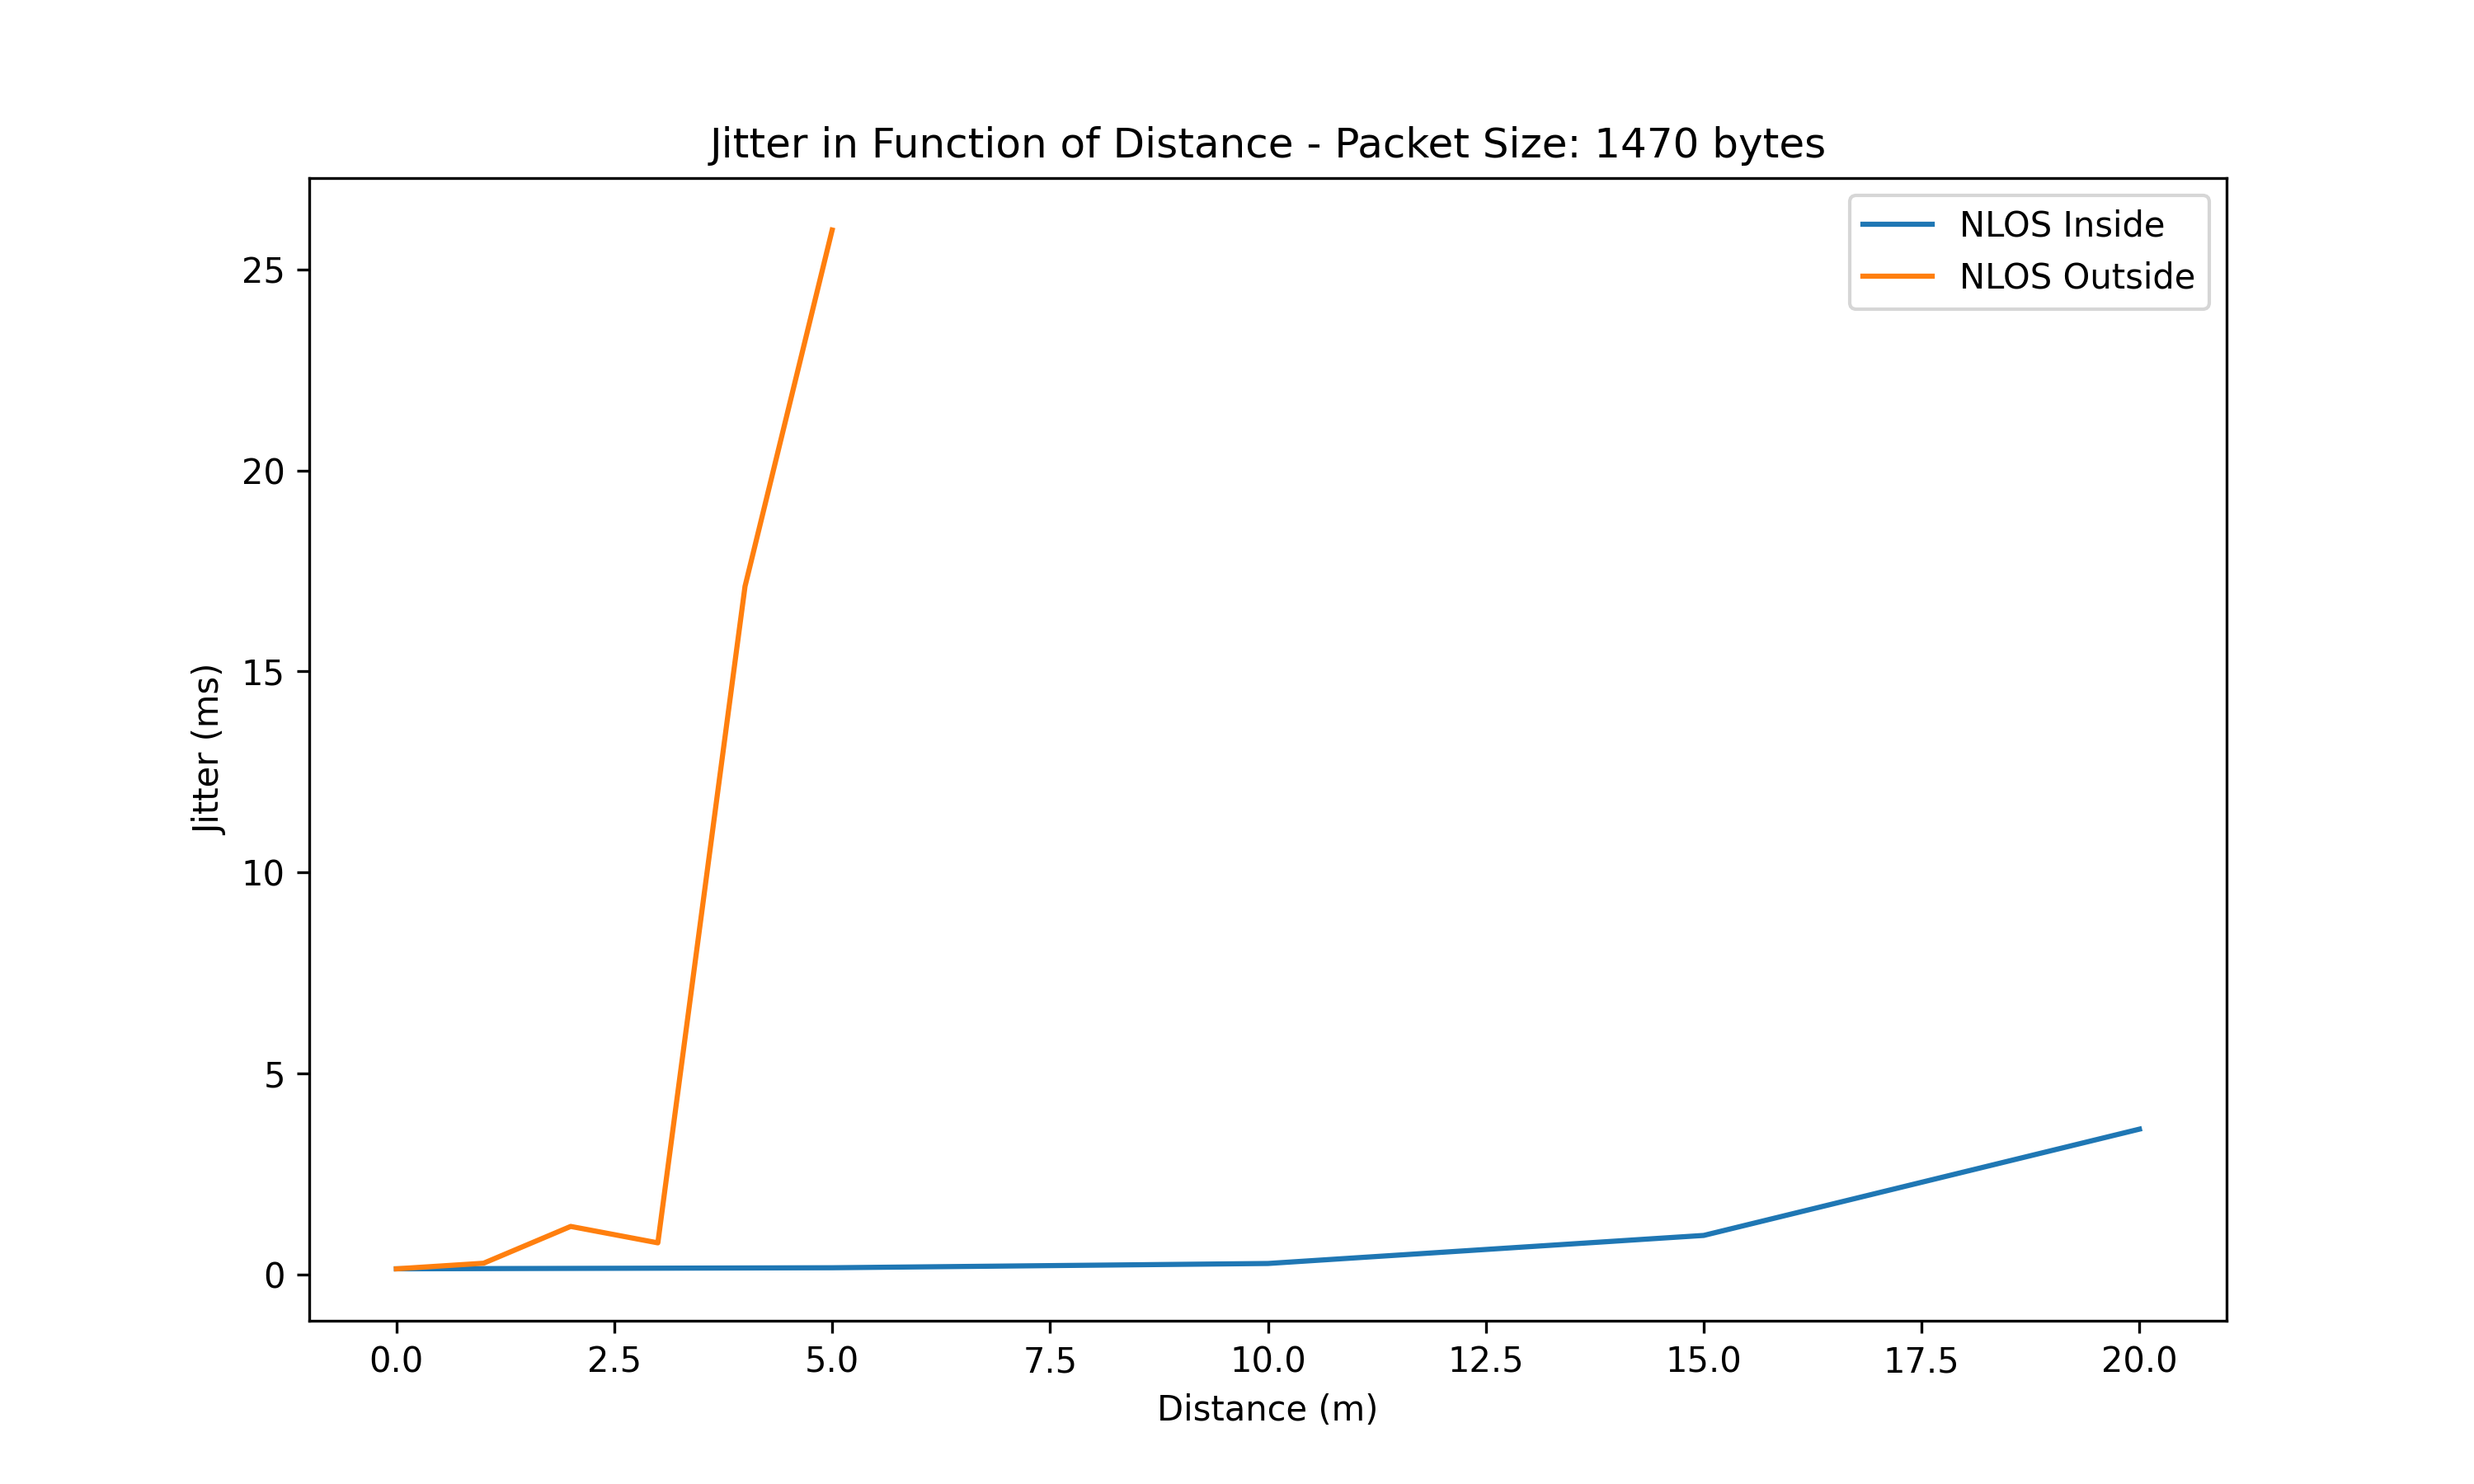 Jitter in Function of Distance - Packet Size: 1470 bytes
NLOS Inside
NLOS Outside
Jitter (ms)
25
20
15
10
5
0
0.0 2.5 5.0 7.5 10.0 12.5 15.0 17.5 20.0
Distance (m)